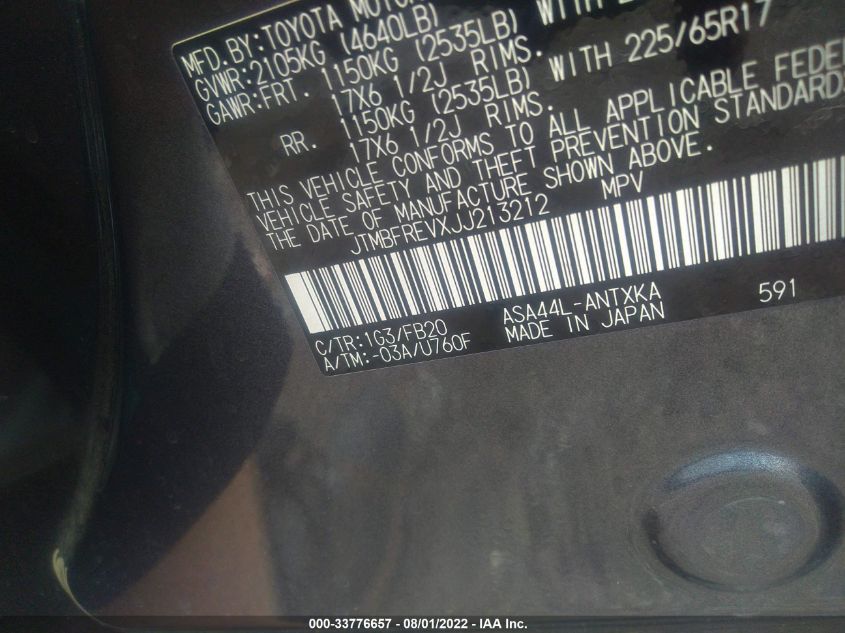 MFD. BY: TOYOTA MOTOR
GVWR: 2105KG (4640LB)
GAWR: FRT. 1150KG (2535LB) WITH
17X6 1/2J RIMS.
RR. 1150KG (2535LB) WITH 225/65R17
17X6 1/2J RIMS.
THIS VEHICLE CONFORMS TO ALL APPLICABLE
VEHICLE SAFETY AND THEFT PREVENTION
THE DATE OF MANUFACTURE SHOWN ABOVE.
JTMBFREVXJJ213212 MPV
C/TR: 1G3/FB20 ASA44L-ANTXKA 591
A/TM: -03A/U760F MADE IN JAPAN
000-33776657 - 08/01/2022 - IAA Inc.